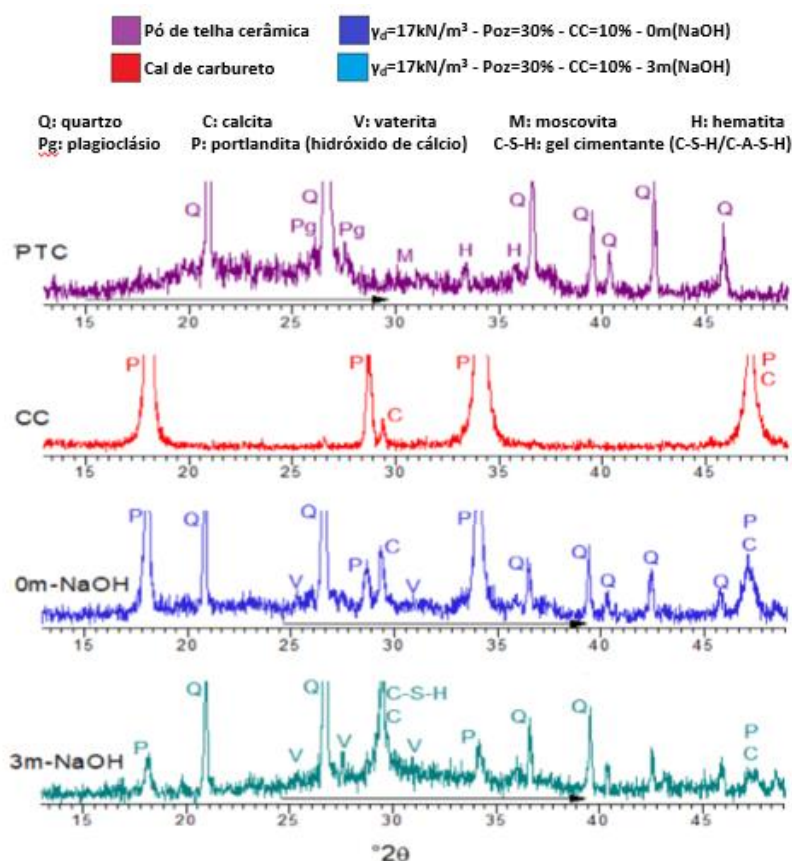 Pó de telha cerâmica
γd=17kN/m³ - Poz=30% - CC=10% - 0m(NaOH)
Cal de carbureto
γd=17kN/m³ - Poz=30% - CC=10% - 3m(NaOH)
Q: quartzo C: calcita V: vaterita M: moscovita H: hematita
Pg: plagioclásio P: portlandita (hidróxido de cálcio) C-S-H: gel cimentante (C-S-H/C-A-S-H)
Q Q Q Q Q Q Q
Pg Pg M H H
PTC
15 20 25 30 35 40 45
P P C P P
C
CC
15 20 25 30 35 40 45
P Q V Q P C V P Q Q Q Q Q P
C
0m-NaOH
15 20 25 30 35 40 45
P Q V Q V C-S-H
C V P Q Q P
C
3m-NaOH
15 20 25 30 35 40 45
°2θ